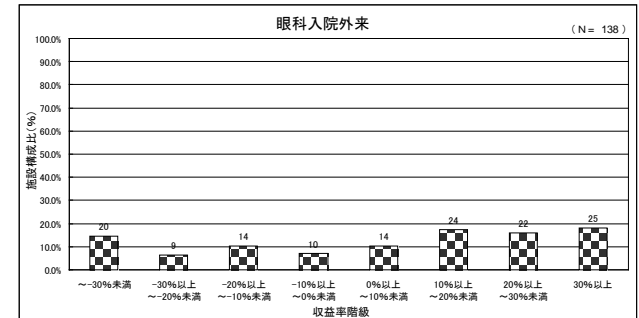 眼科入院外来
(N= 138)
施設構成比(%)
100.0%
90.0%
80.0%
70.0%
60.0%
50.0%
40.0%
30.0%
20.0%
10.0%
0.0%
20
9
14
10
14
24
22
25
～-30%未満
-30%以上
～-20%未満
-20%以上
～-10%未満
-10%以上
～0%未満
0%以上
～10%未満
10%以上
～20%未満
20%以上
～30%未満
30%以上
収益率階級